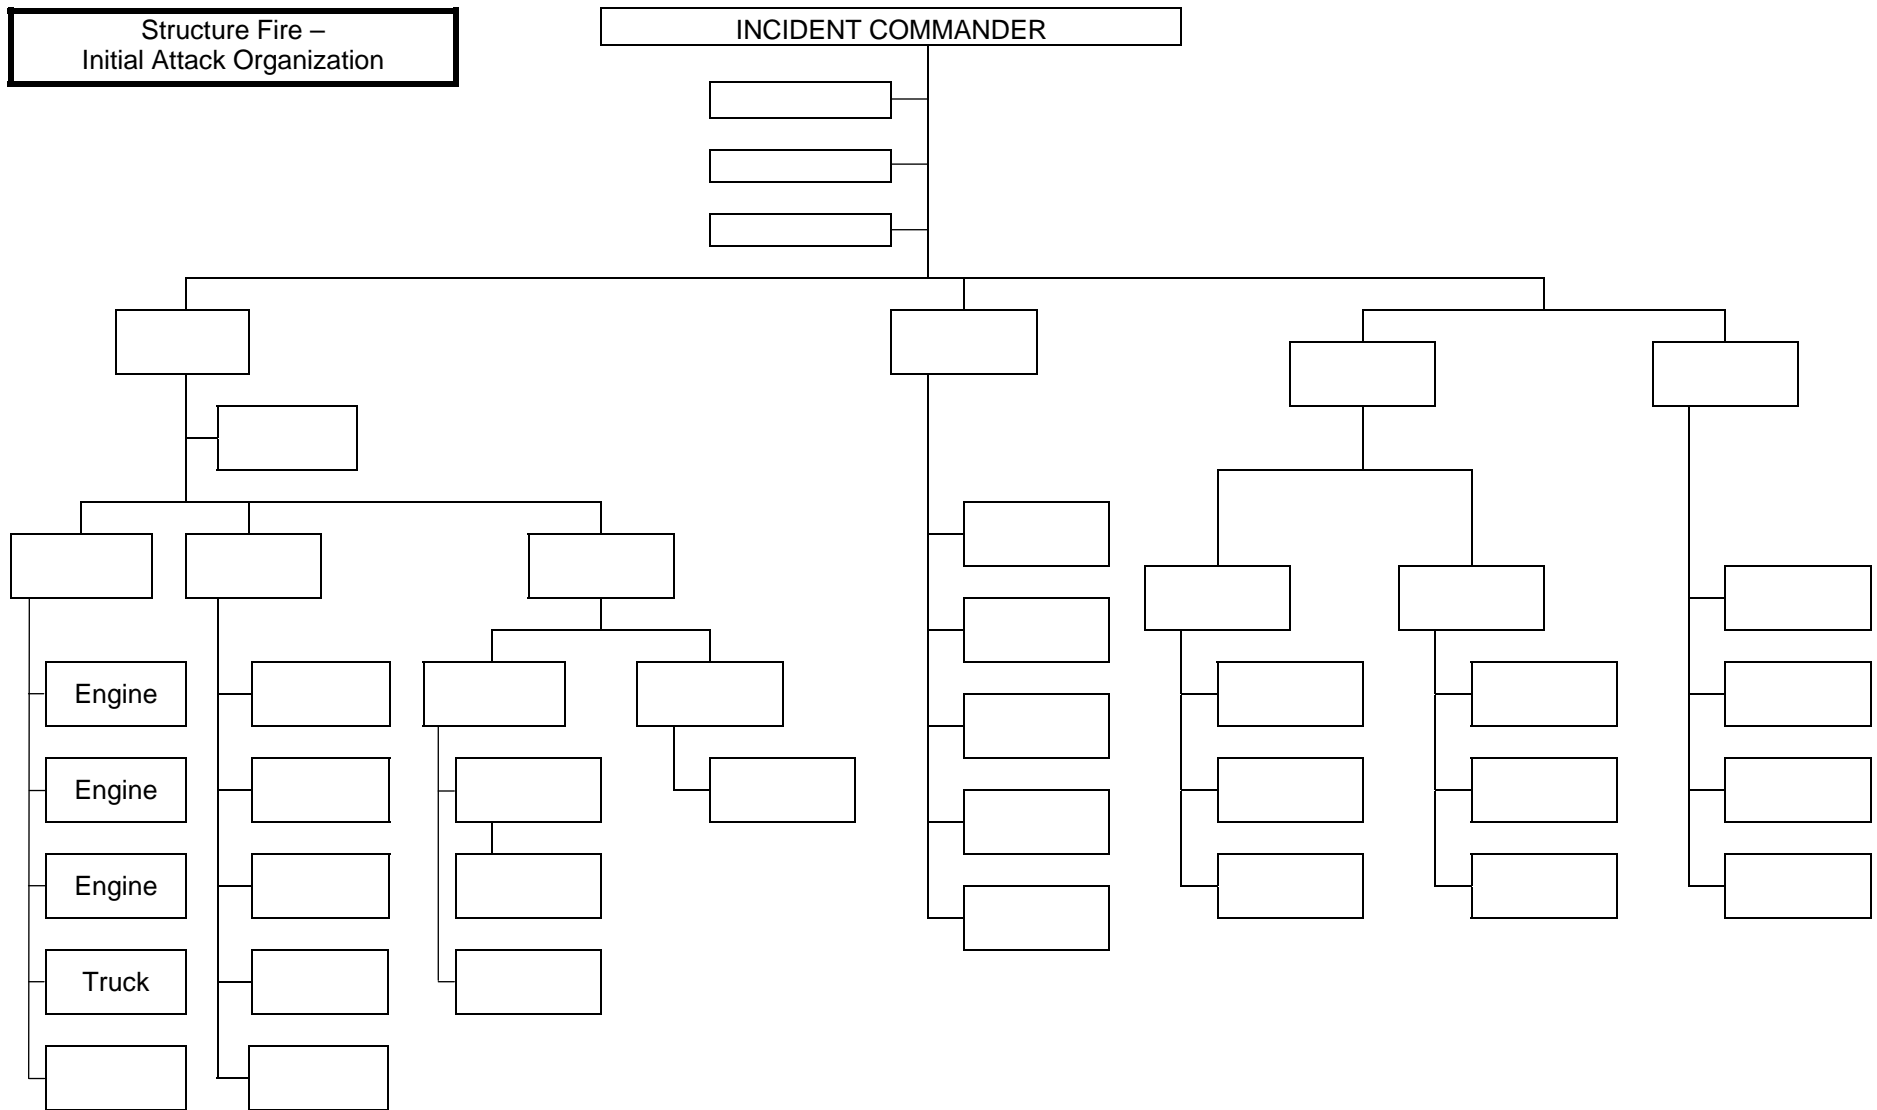 Structure Fire –
Initial Attack Organization
INCIDENT COMMANDER
Engine
Engine
Engine
Truck